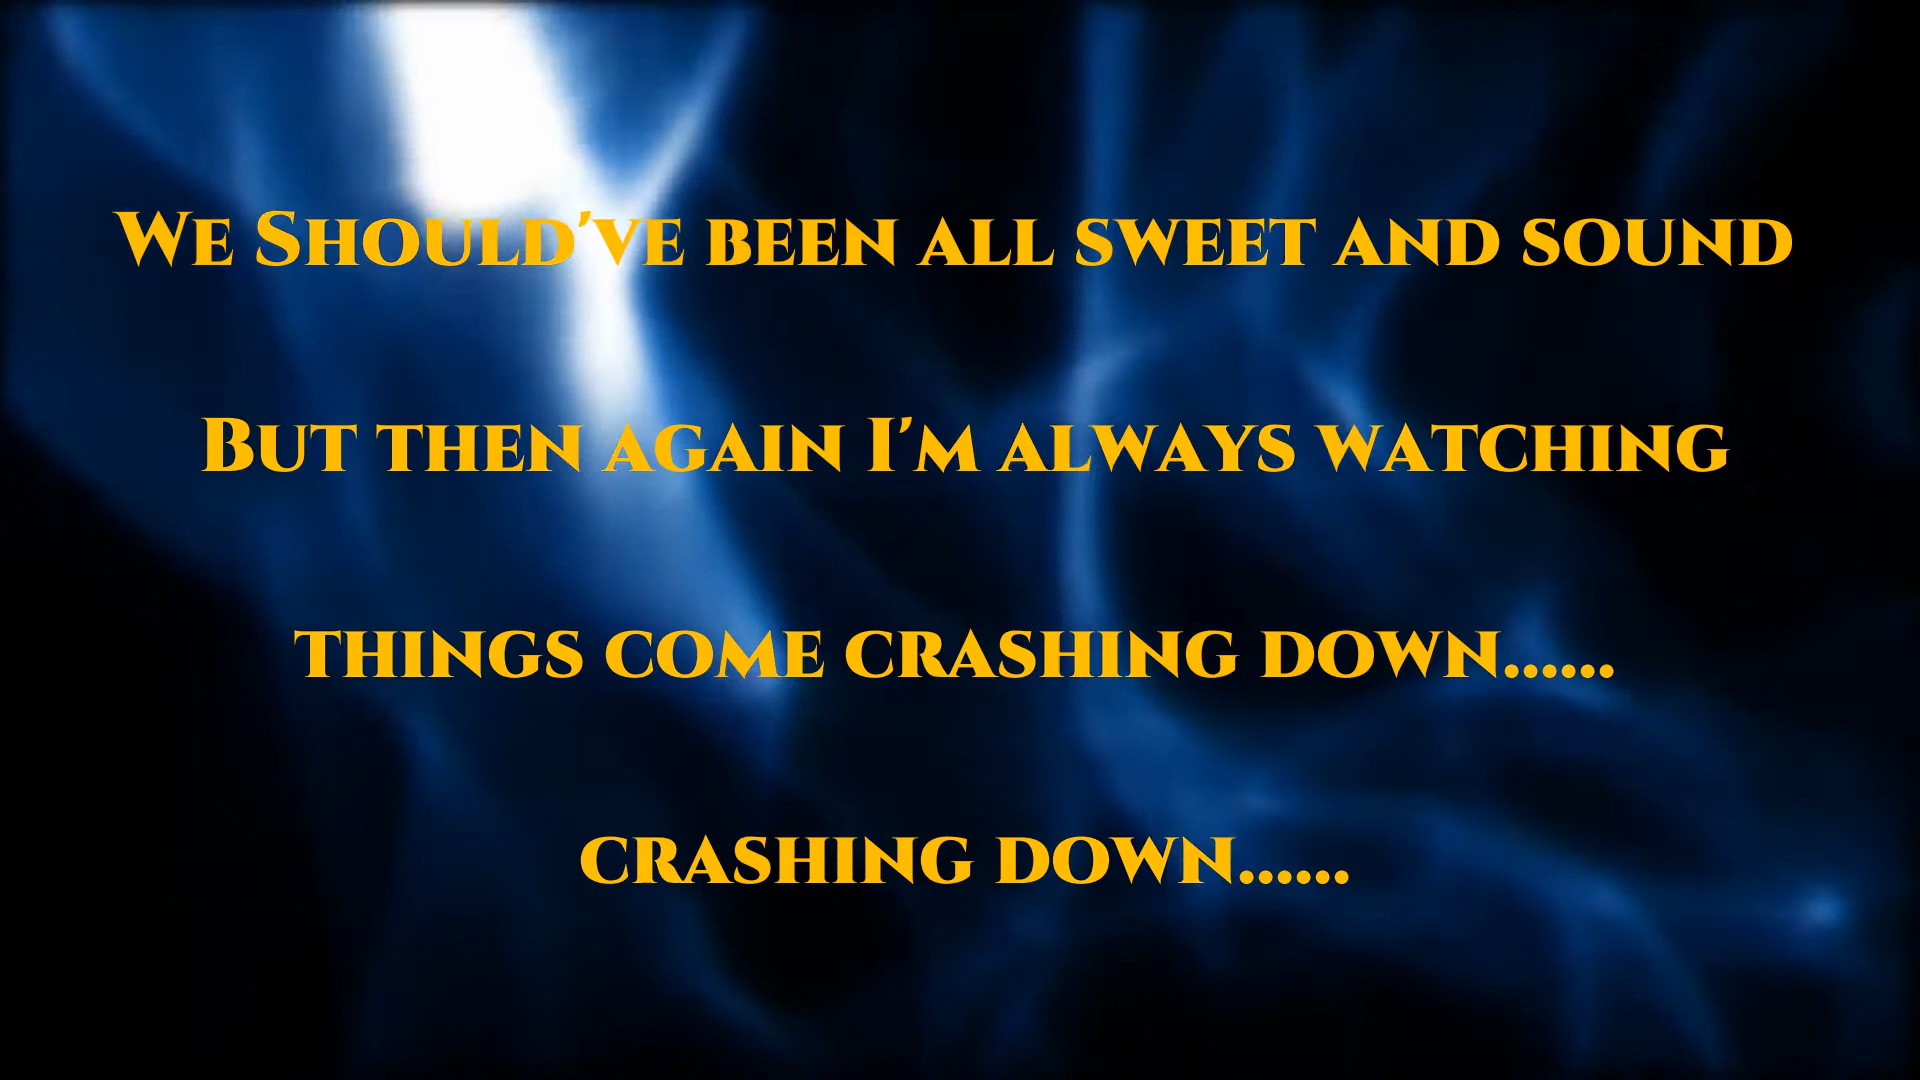 We Should've been all sweet and sound
But then again I'm always watching
things come crashing down......
crashing down......